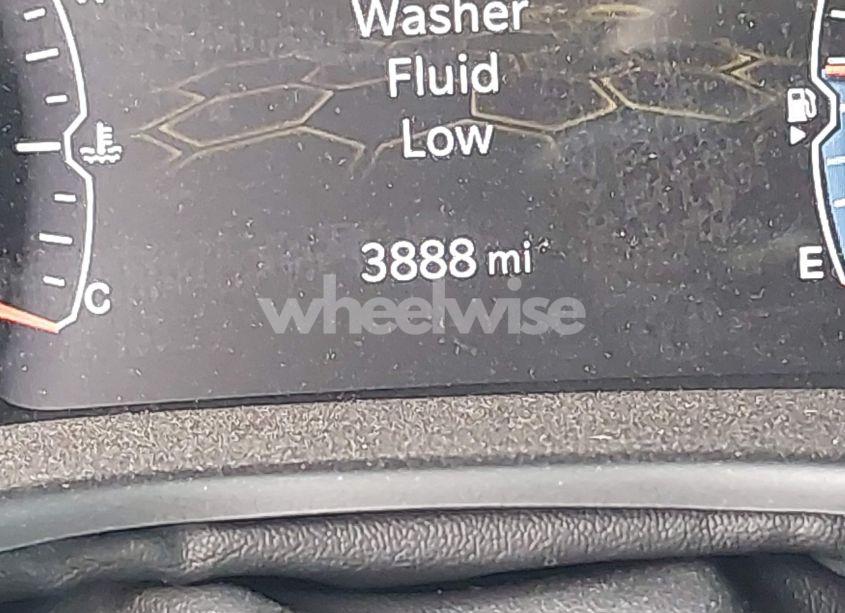 Washer
Fluid
Low
3888 mi
C
E
wheelwise